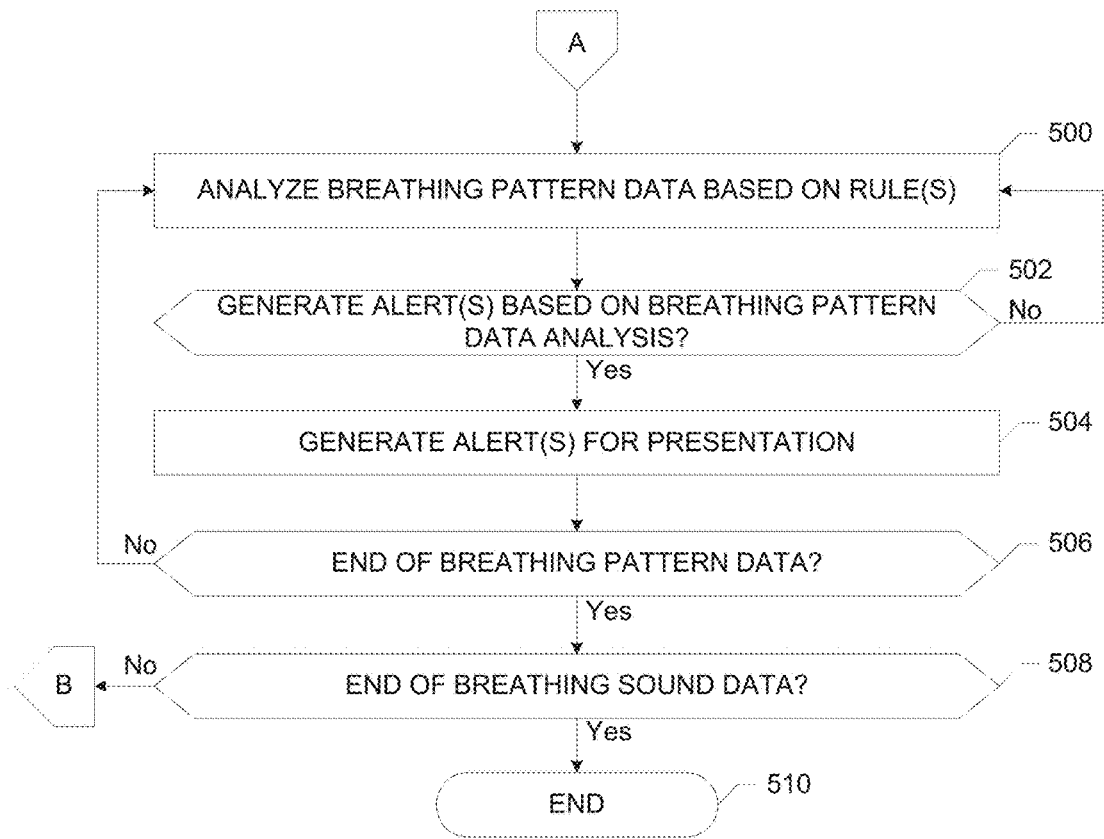 A
500
ANALYZE BREATHING PATTERN DATA BASED ON RULE(S)
502
GENERATE ALERT(S) BASED ON BREATHING PATTERN
DATA ANALYSIS?
No
Yes
504
GENERATE ALERT(S) FOR PRESENTATION
No
END OF BREATHING PATTERN DATA?
506
Yes
B
No
END OF BREATHING SOUND DATA?
508
Yes
END
510